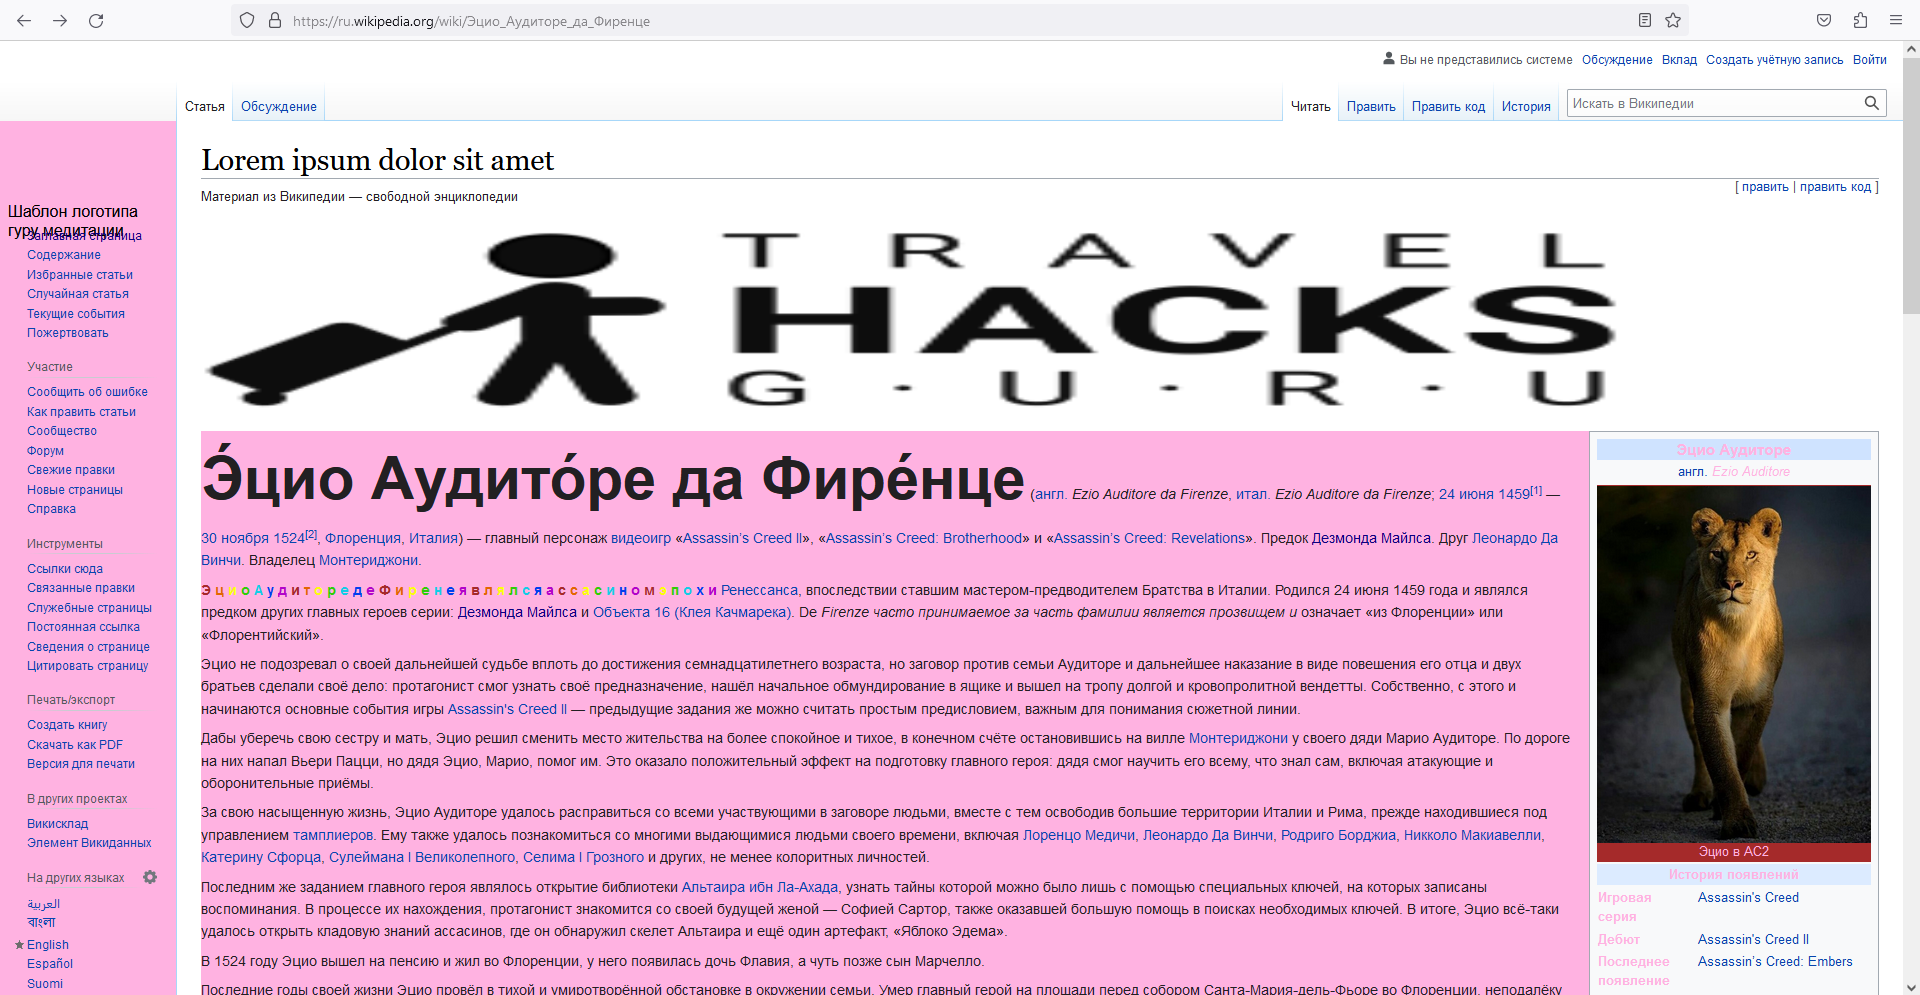 https://ru.wikipedia.org/wiki/Эцио_Аудиторе_да_Фиренце
Вы не представились системе Обсуждение Вклад Создать учётную запись Войти
Статья Обсуждение Читать Править Править код История Искать в Википедии
Lorem ipsum dolor sit amet
[ править | править код ]
Материал из Википедии — свободной энциклопедии
Шаблон логотипа
гуру медитации
Заглавная страница
Содержание
Избранные статьи
Случайная статья
Текущие события
Пожертвовать
Участие
Сообщить об ошибке
Как править статьи
Сообщество
Форум
Свежие правки
Новые страницы
Справка
Инструменты
Ссылки сюда
Связанные правки
Служебные страницы
Постоянная ссылка
Сведения о странице
Цитировать страницу
Печать/экспорт
Создать книгу
Скачать как PDF
Версия для печати
В других проектах
Викисклад
Элемент Викиданных
На других языках
العربية
বাংলা
English
Español
Suomi
TRAVEL
HACKS
G·U·R·U
Э́цио Аудито́ре да Фире́нце (англ. Ezio Auditore da Firenze, итал. Ezio Auditore da Firenze; 24 июня 1459[1] —
30 ноября 1524[2], Флоренция, Италия) — главный персонаж видеоигр «Assassin’s Creed II», «Assassin’s Creed: Brotherhood» и «Assassin’s Creed: Revelations». Предок Дезмонда Майлса. Друг Леонардо Да
Винчи. Владелец Монтериджони.
ЭциоАудиторедеФиренеявляляласяассасиномэпохи Ренессанса, впоследствии ставшим мастером-предводителем Братства в Италии. Родился 24 июня 1459 года и являлся
предком других главных героев серии: Дезмонда Майлса и Объекта 16 (Клея Качмарека). De Firenze часто принимаемое за часть фамилии является прозвищем и означает «из Флоренции» или
«Флорентийский».
Эцио не подозревал о своей дальнейшей судьбе вплоть до достижения семнадцатилетнего возраста, но заговор против семьи Аудиторе и дальнейшее наказание в виде повешения его отца и двух
братьев сделали своё дело: протагонист смог узнать своё предназначение, нашёл начальное обмундирование в ящике и вышел на тропу долгой и кровопролитной вендетты. Собственно, с этого и
начинаются основные события игры Assassin's Creed II — предыдущие задания же можно считать простым предисловием, важным для понимания сюжетной линии.
Дабы уберечь свою сестру и мать, Эцио решил сменить место жительства на более спокойное и тихое, в конечном счёте остановившись на вилле Монтериджони у своего дяди Марио Аудиторе. По дороге
на них напал Вьери Пацци, но дядя Эцио, Марио, помог им. Это оказало положительный эффект на подготовку главного героя: дядя смог научить его всему, что знал сам, включая атакующие и
оборонительные приёмы.
За свою насыщенную жизнь, Эцио Аудиторе удалось расправиться со всеми участвующими в заговоре людьми, вместе с тем освободив большие территории Италии и Рима, прежде находившиеся под
управлением тамплиеров. Ему также удалось познакомиться со многими выдающимися людьми своего времени, включая Лоренцо Медичи, Леонардо Да Винчи, Родриго Борджиа, Никколо Макиавелли,
Катерину Сфорца, Сулеймана I Великолепного, Селима I Грозного и других, не менее колоритных личностей.
Последним же заданием главного героя являлось открытие библиотеки Альтаира ибн Ла-Ахада, узнать тайны которой можно было лишь с помощью специальных ключей, на которых записаны
воспоминания. В процессе их нахождения, протагонист знакомится со своей будущей женой — Софией Сартор, также оказавшей большую помощь в поисках необходимых ключей. В итоге, Эцио всё-таки
удалось открыть кладовую знаний ассасинов, где он обнаружил скелет Альтаира и ещё один артефакт, «Яблоко Эдема».
В 1524 году Эцио вышел на пенсию и жил во Флоренции, у него появилась дочь Флавия, а чуть позже сын Марчелло.
Последние годы своей жизни Эцио провёл в тихой и умиротворённой обстановке в окружении семьи. Умер главный герой на площади перед собором Санта-Мария-дель-Фьоре во Флоренции, неподалёку
Эцио Аудиторе
англ. Ezio Auditore
Эцио в AC2
История появлений
Игровая серия Assassin's Creed
Дебют Assassin's Creed II
Последнее появление Assassin’s Creed: Embers